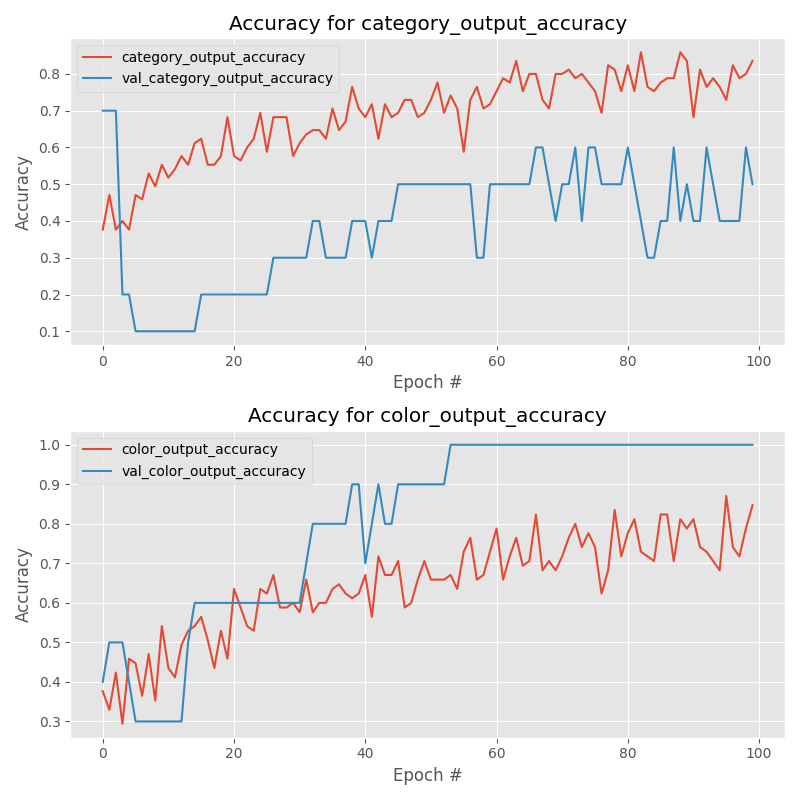 Accuracy for category_output_accuracy
category_output_accuracy
val_category_output_accuracy
0.8
0.7
0.6
0.5
0.4
0.3
0.2
0.1
Accuracy
0 20 40 60 80 100
Epoch #
Accuracy for color_output_accuracy
color_output_accuracy
val_color_output_accuracy
1.0
0.9
0.8
0.7
0.6
0.5
0.4
0.3
Accuracy
0 20 40 60 80 100
Epoch #